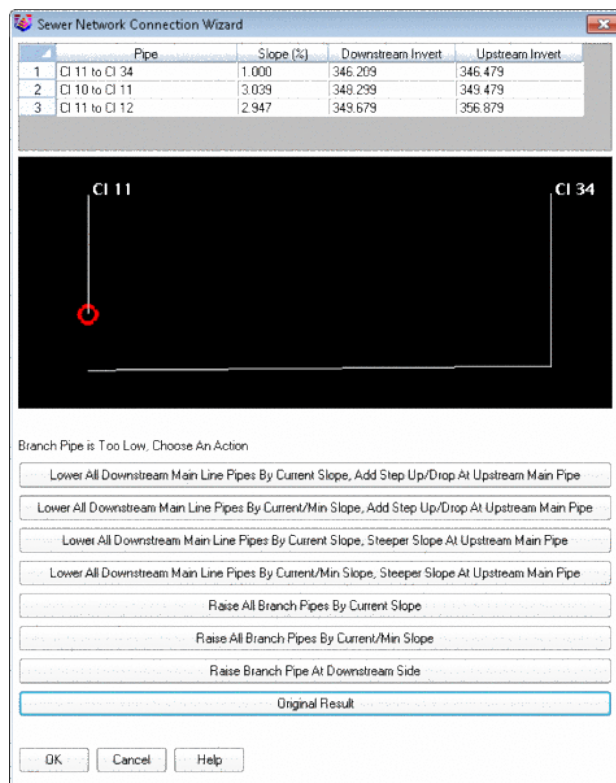 Sewer Network Connection Wizard
Pipe Slope (%) Downstream Invert Upstream Invert
1 CI 11 to CI 34 1.000 346.209 346.479
2 CI 10 to CI 11 3.039 348.299 349.479
3 CI 11 to CI 12 2.947 349.679 356.879
CI 11 CI 34
Branch Pipe is Too Low, Choose An Action
Lower All Downstream Main Line Pipes By Current Slope, Add Step Up/Drop At Upstream Main Pipe
Lower All Downstream Main Line Pipes By Current/Min Slope, Add Step Up/Drop At Upstream Main Pipe
Lower All Downstream Main Line Pipes By Current Slope, Steeper Slope At Upstream Main Pipe
Lower All Downstream Main Line Pipes By Current/Min Slope, Steeper Slope At Upstream Main Pipe
Raise All Branch Pipes By Current Slope
Raise All Branch Pipes By Current/Min Slope
Raise Branch Pipe At Downstream Side
Original Result
OK Cancel Help